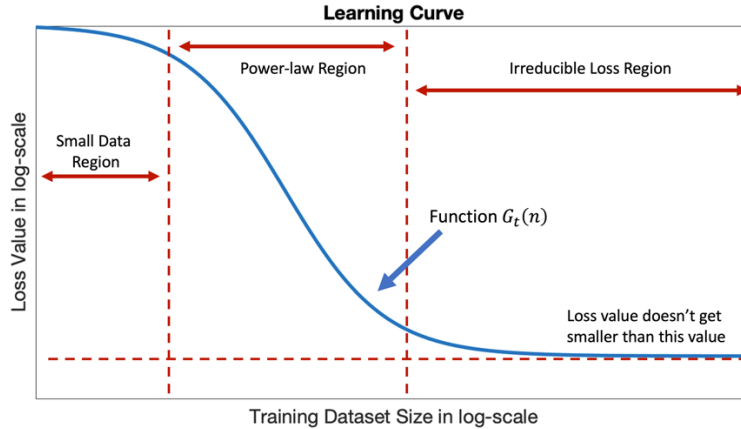 Learning Curve
Power-law Region
Irreducible Loss Region
Small Data
Region
Function G_t(n)
Loss value doesn’t get
smaller than this value
Loss Value in log-scale
Training Dataset Size in log-scale